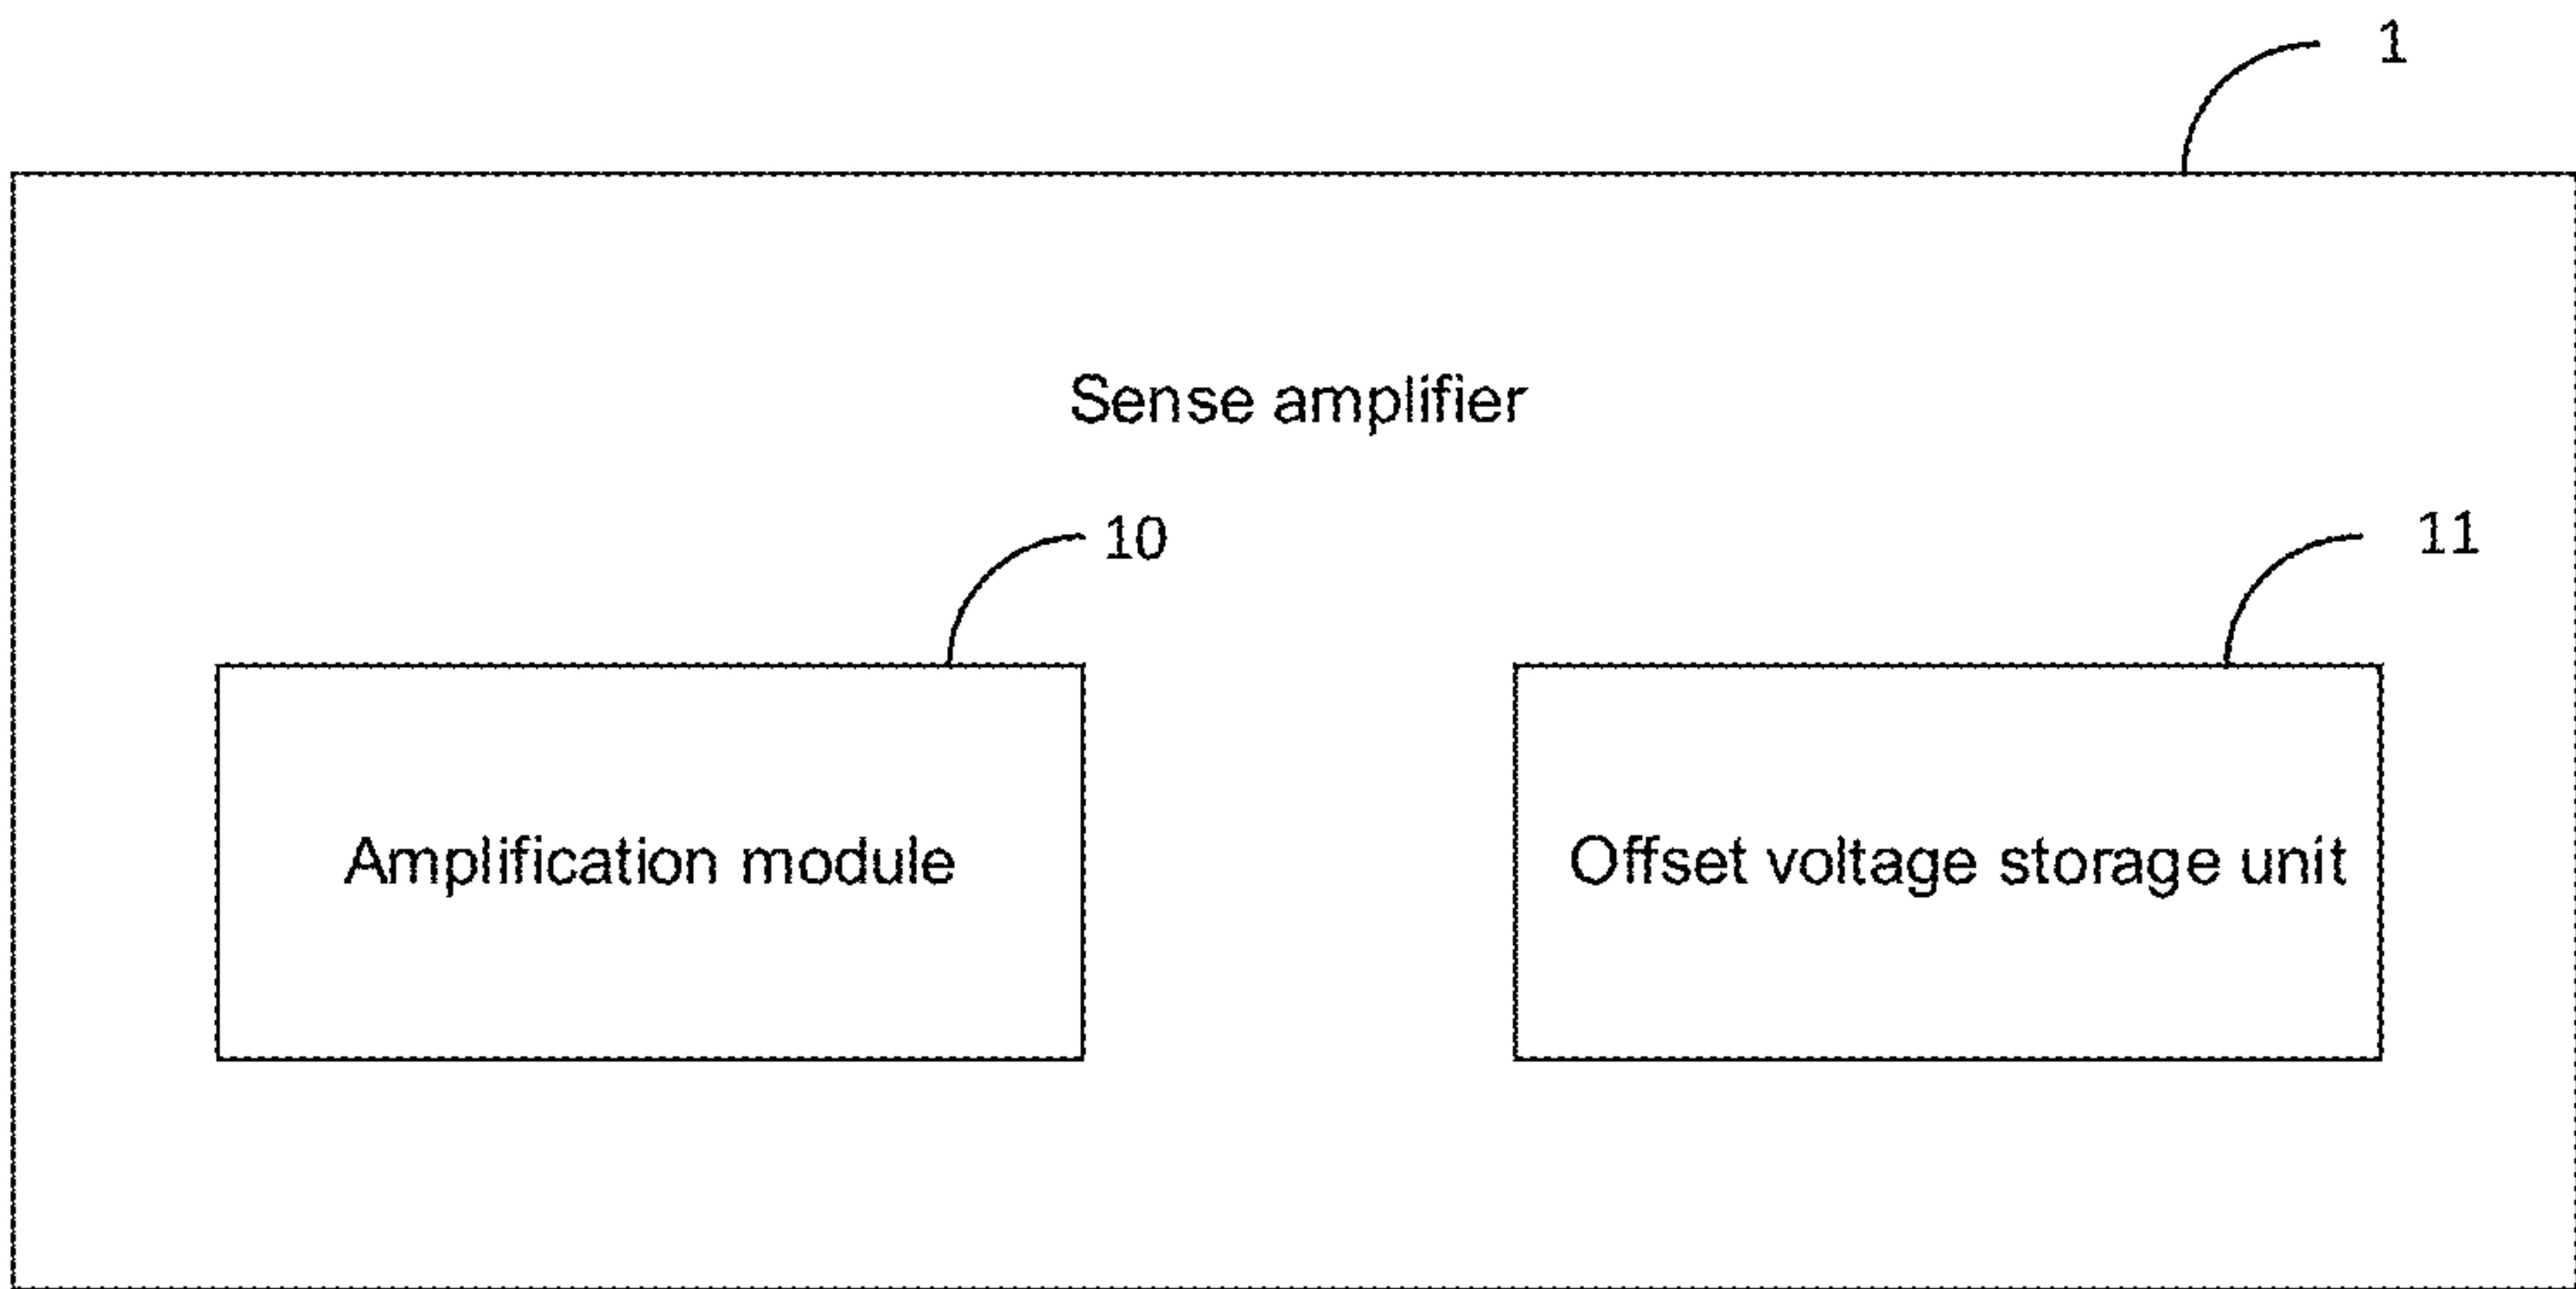 1
Sense amplifier
10
11
Amplification module
Offset voltage storage unit